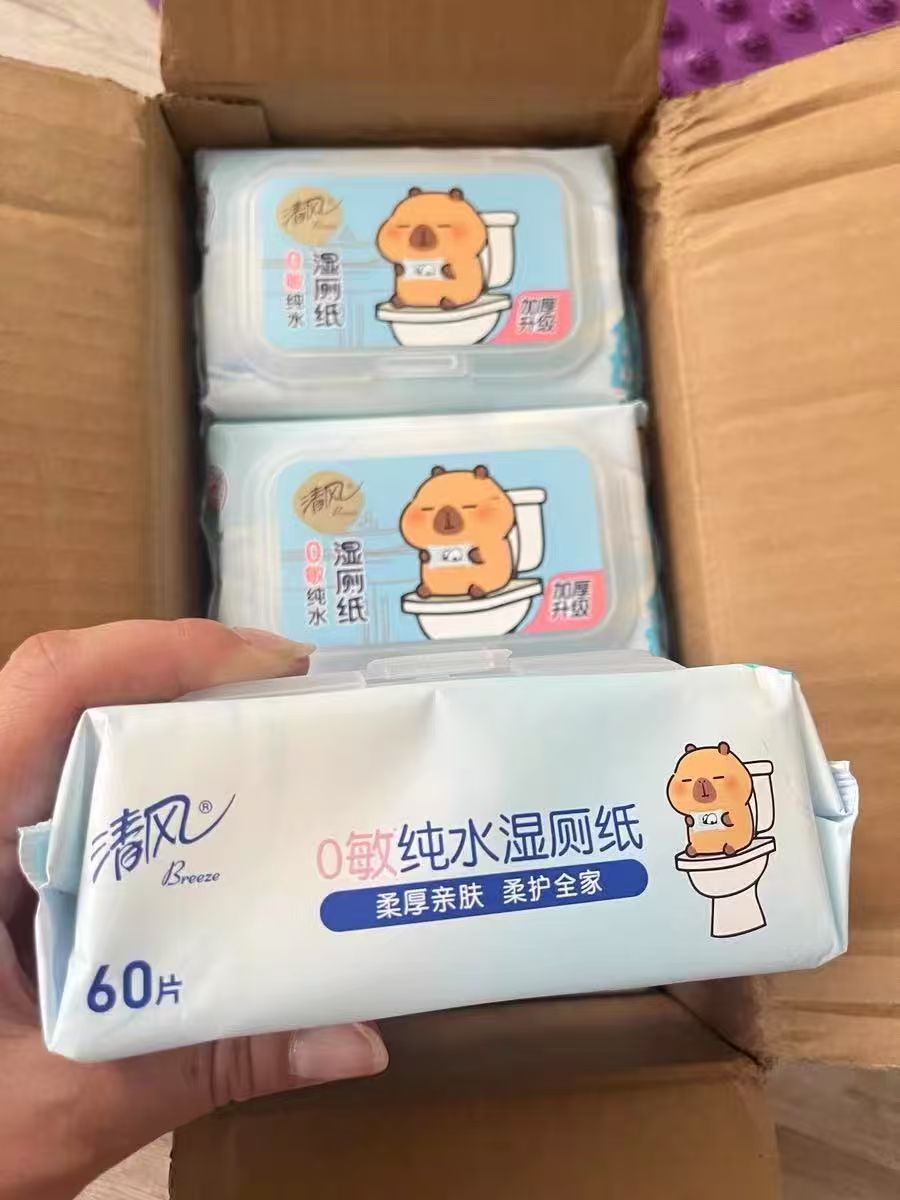 清风
Breeze
0敏纯水
湿厕纸
加厚
升级
清风®
Breeze
0敏纯水
湿厕纸
加厚
升级
清风®
Breeze
0敏纯水湿厕纸
柔厚亲肤 柔护全家
60片